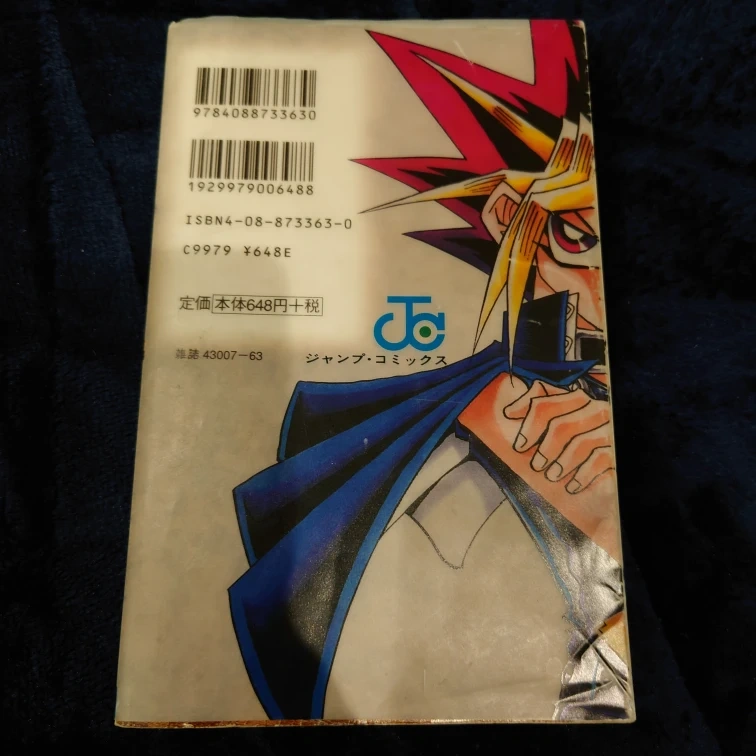 9784088733630
1929979006488
ISBN4-08-873363-0
C9979 ¥648E
定価 本体648円+税
雑誌 43007-63
JC
ジャンプ・コミックス